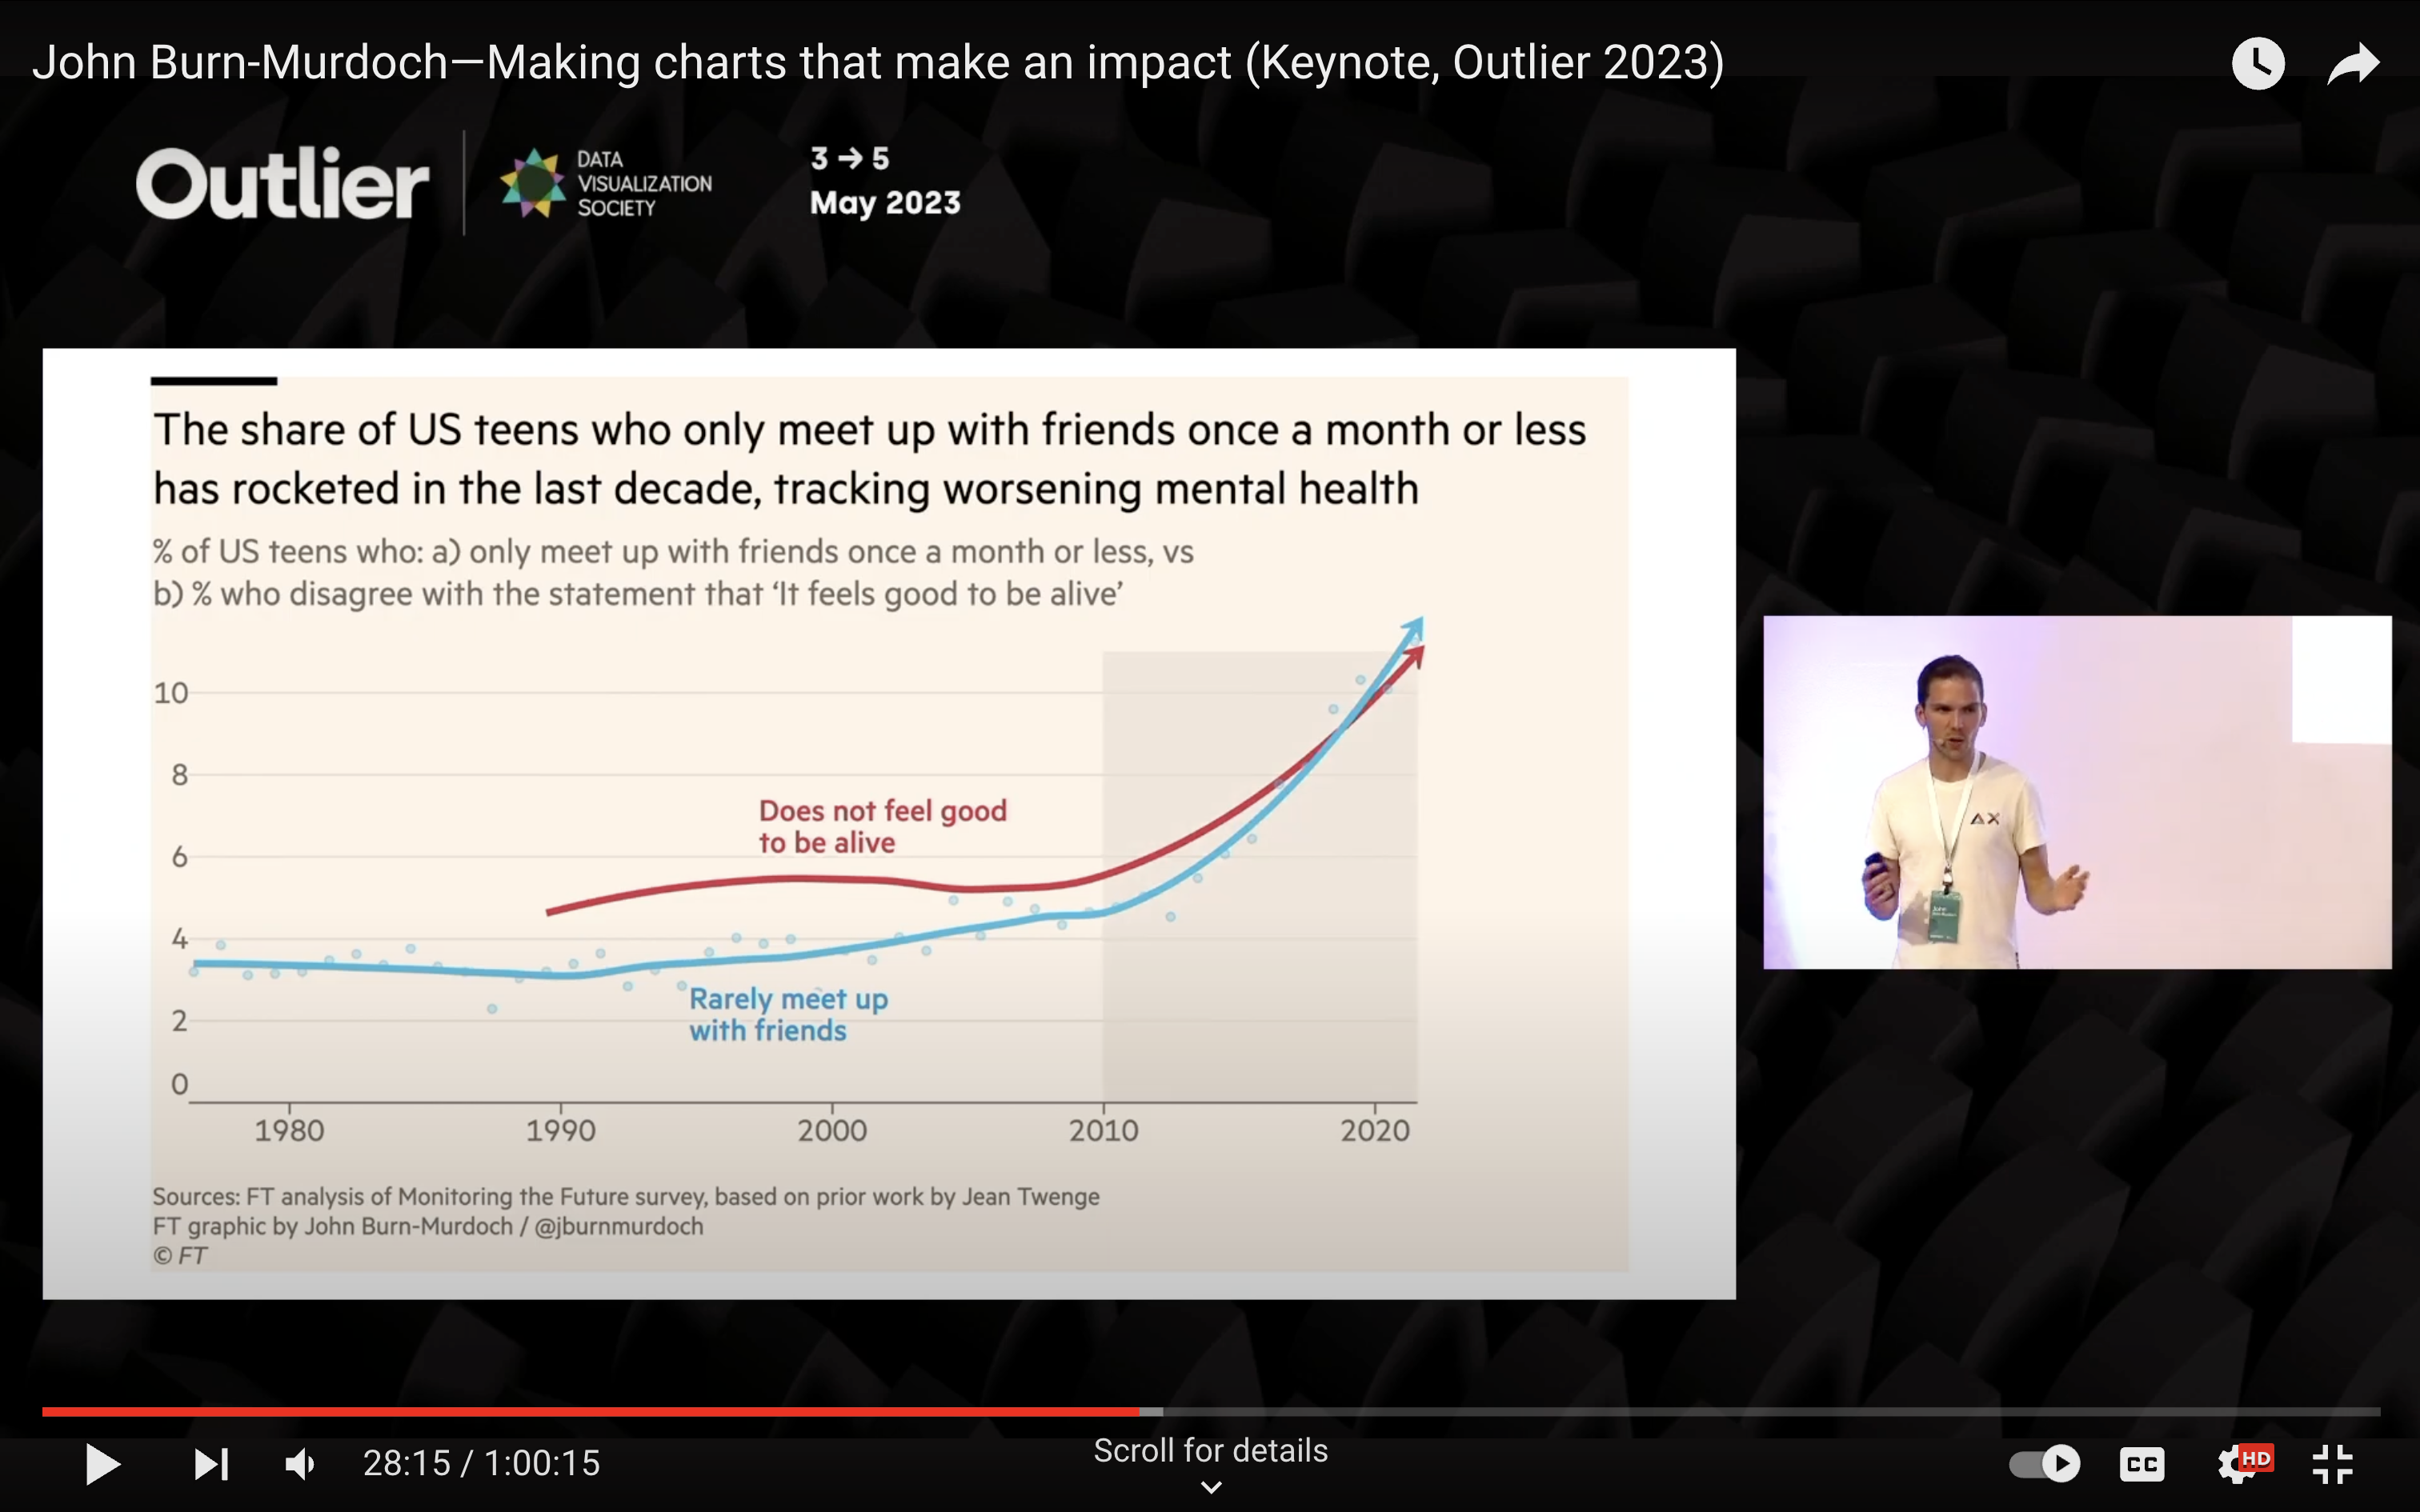 John Burn-Murdoch—Making charts that make an impact (Keynote, Outlier 2023)
Outlier
DATA
VISUALIZATION
SOCIETY
3 → 5
May 2023
The share of US teens who only meet up with friends once a month or less
has rocketed in the last decade, tracking worsening mental health
% of US teens who: a) only meet up with friends once a month or less, vs
b) % who disagree with the statement that ‘It feels good to be alive’
10
8
6
4
2
0
Does not feel good
to be alive
Rarely meet up
with friends
1980 1990 2000 2010 2020
Sources: FT analysis of Monitoring the Future survey, based on prior work by Jean Twenge
FT graphic by John Burn-Murdoch / @jburnmurdoch
© FT
28:15 / 1:00:15
Scroll for details
CC
HD